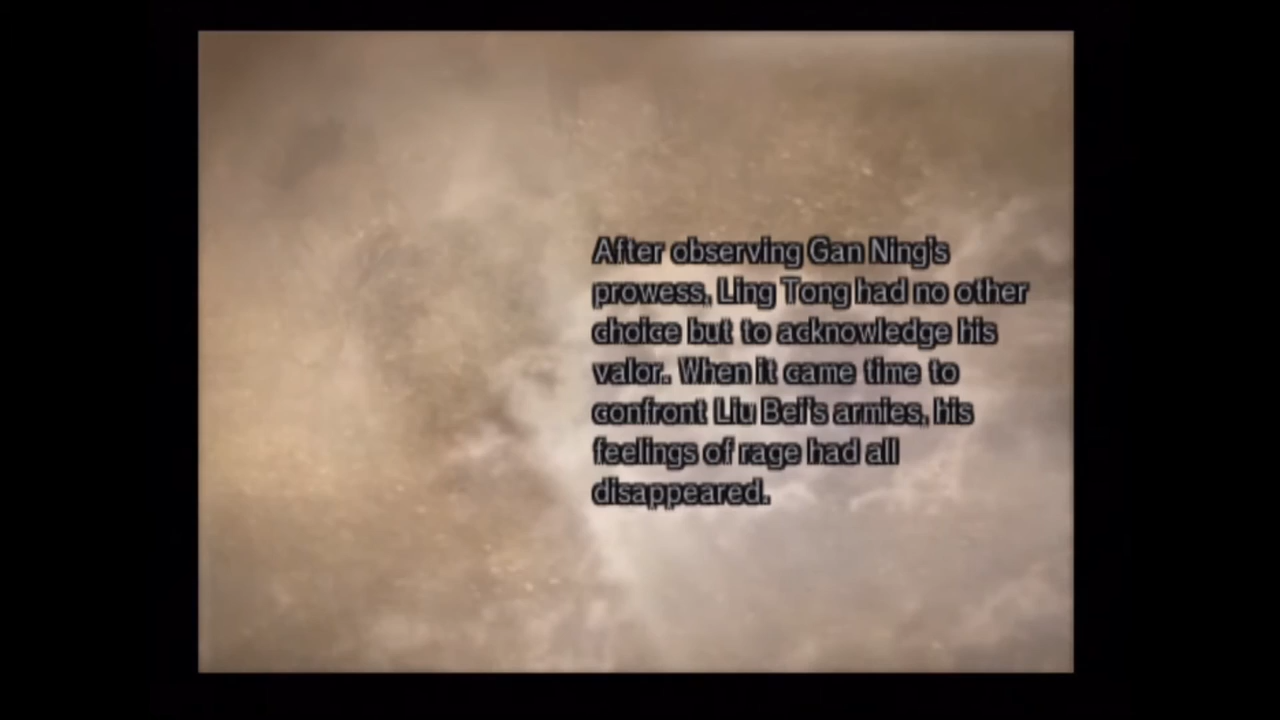 After observing Gan Ning's
prowess, Ling Tong had no other
choice but to acknowledge his
valor. When it came time to
confront Liu Bei's armies, his
feelings of rage had all
disappeared.